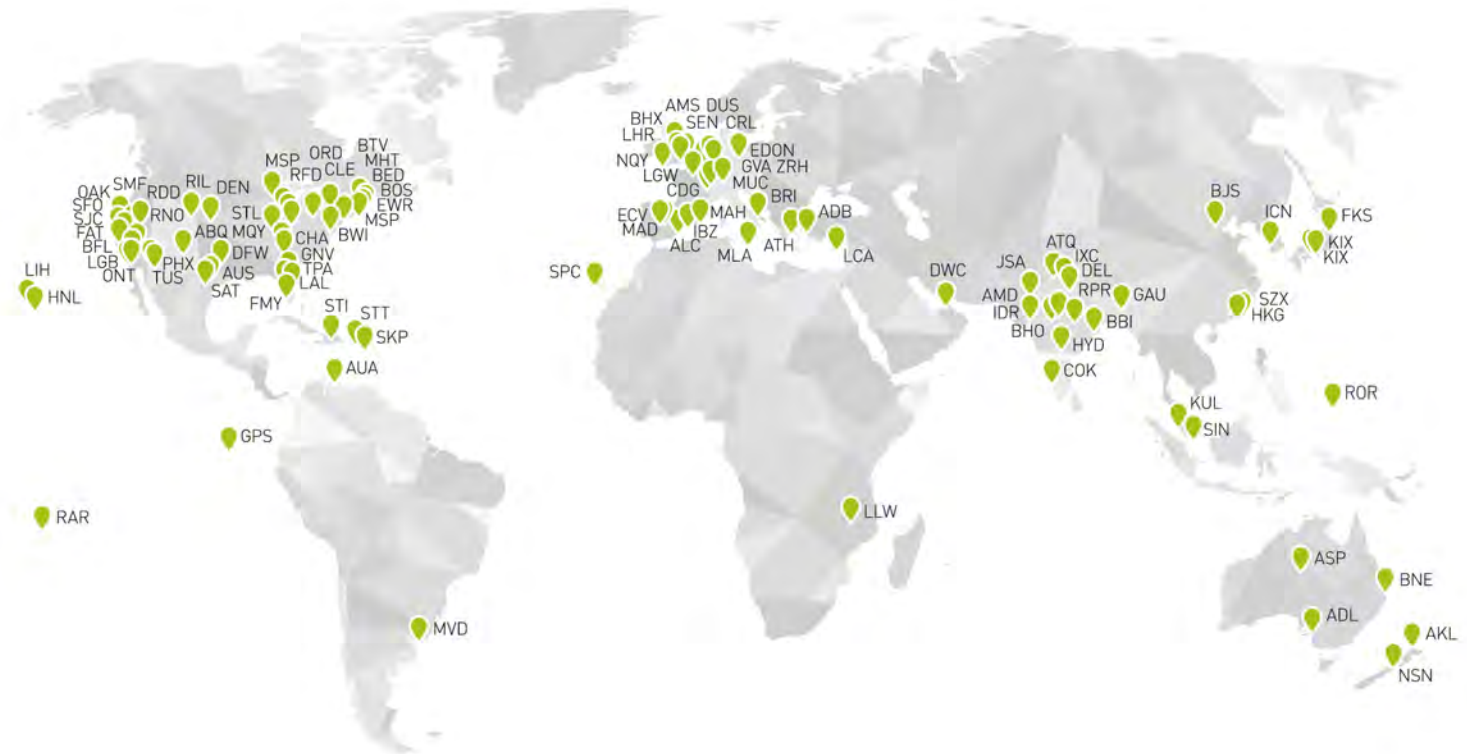 AMS DUS
BHX SEN CRL
LHR
NQY EDON
LGW GVA ZRH
CDG MUC
BRI
ECV MAH ADB
MAD
ALC IBZ ATH
MLA LCA
SPC
DWC
ORD BTV
MSP CLE MHT
RFD BED
BOS
EWR
MSP
BWI
OAK SMF RDD RIL DEN
SFO
SJC RNO STL
FAT ABQ MQY
BFL DFW CHA
LGB PHX GNV
ONT TUS AUS TPA
SAT LAL
FMY
LIH
HNL
STI STT
SKP
AUA
GPS
RAR
MVD
LLW
ATQ
JSA IXC
DEL
AMD RPR GAU
IDR
BHO BBI
HYD
COK
BJS
ICN FKS
KIX
KIX
SZX
HKG
KUL
SIN
ROR
ASP
BNE
ADL
AKL
NSN